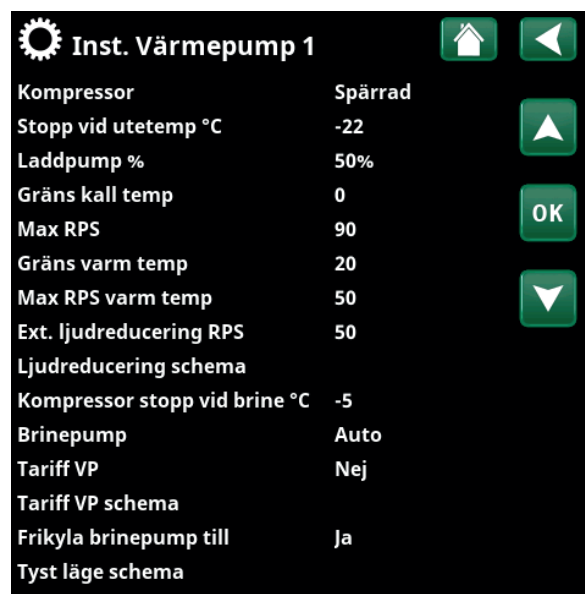 Inst. Värmepump 1
Kompressor Spärrad
Stopp vid utetemp °C -22
Laddpump % 50%
Gräns kall temp 0
OK
Max RPS 90
Gräns varm temp 20
Max RPS varm temp 50
Ext. ljudreducering RPS 50
Ljudreducering schema
Kompressor stopp vid brine °C -5
Brinepump Auto
Tariff VP Nej
Tariff VP schema
Frikyla brinepump till Ja
Tyst läge schema